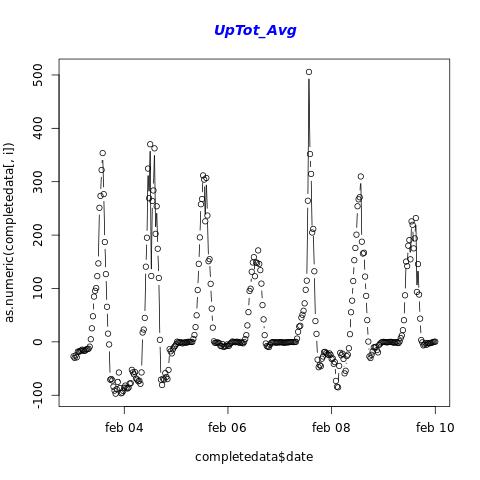 UpTot_Avg
as.numeric(completedata[, i])
500
400
300
200
100
0
-100
feb 04
feb 06
feb 08
feb 10
completedata$date